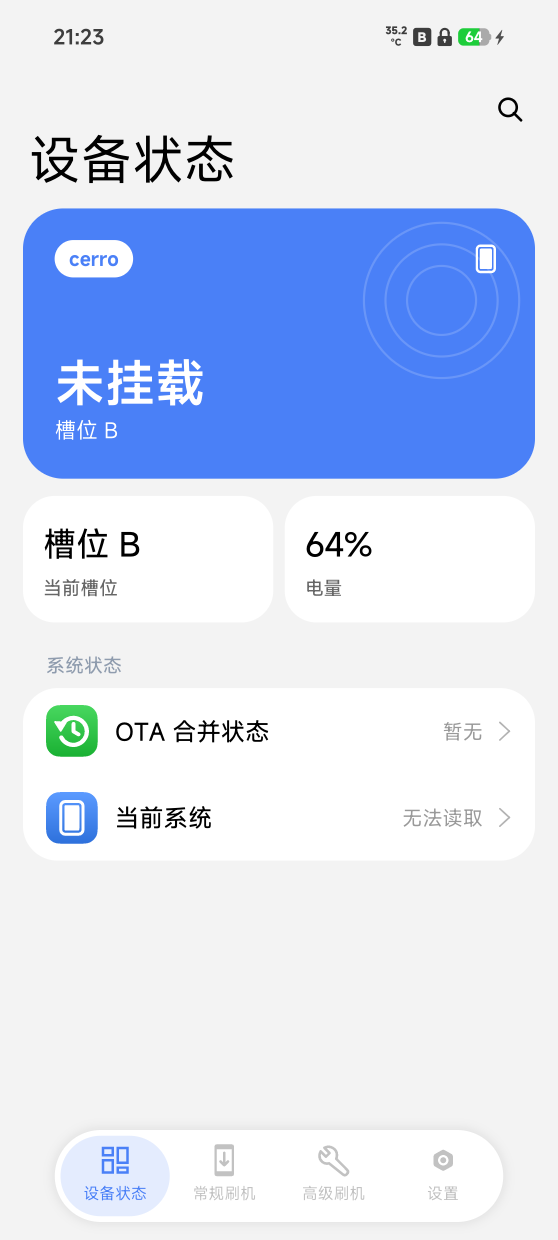 21:23
35.2
°C
B
64
设备状态
cerro
未挂载
槽位 B
槽位 B
当前槽位
64%
电量
系统状态
OTA 合并状态
暂无
当前系统
无法读取
设备状态
常规刷机
高级刷机
设置